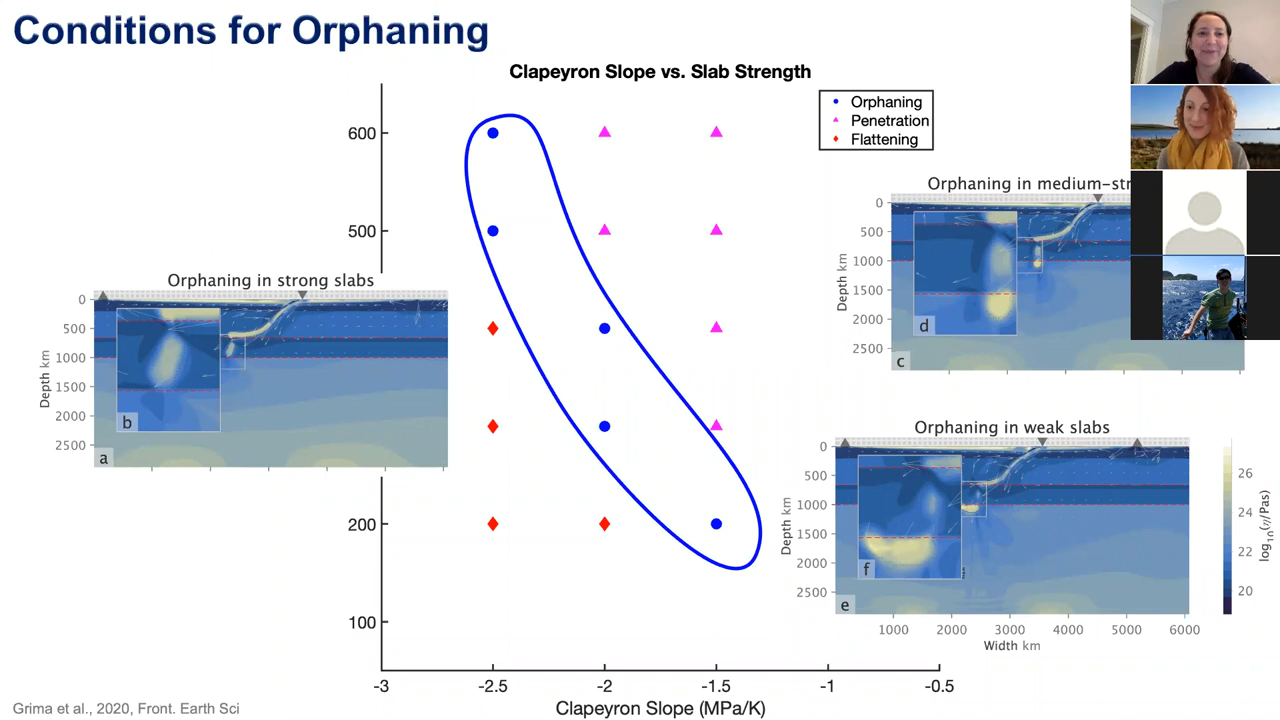 Conditions for Orphaning
Clapeyron Slope vs. Slab Strength
Orphaning
Penetration
Flattening
600
500
200
100
-3
-2.5
-2
-1.5
-1
-0.5
Clapeyron Slope (MPa/K)
Orphaning in strong slabs
0
500
1000
1500
2000
2500
Depth km
b
a
Orphaning in medium-str
0
500
1000
1500
2000
2500
Depth km
d
c
Orphaning in weak slabs
0
500
1000
1500
2000
2500
Depth km
f
e
1000
2000
3000
4000
5000
6000
Width km
26
24
22
20
log10(η/Pas)
Grima et al., 2020, Front. Earth Sci